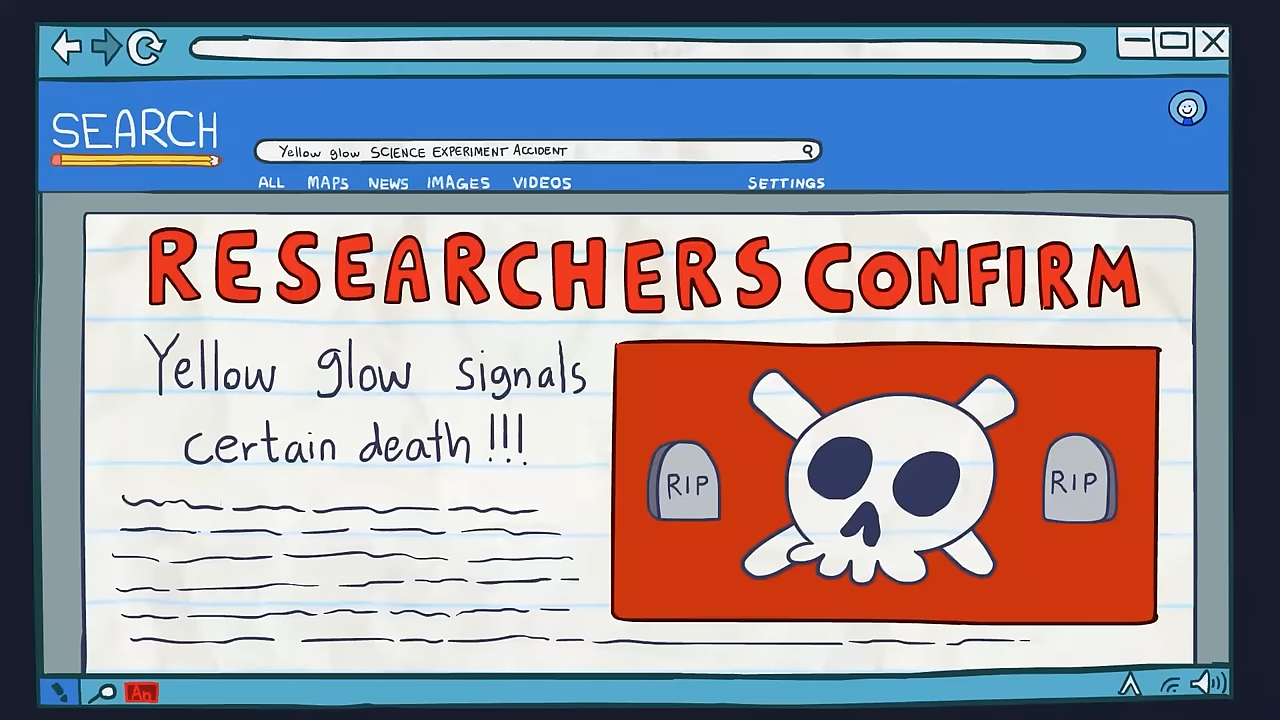 SEARCH
Yellow glow SCIENCE EXPERIMENT ACCIDENT
ALL MAPS NEWS IMAGES VIDEOS SETTINGS
RESEARCHERS CONFIRM
Yellow glow signals
certain death!!!
RIP
RIP
An